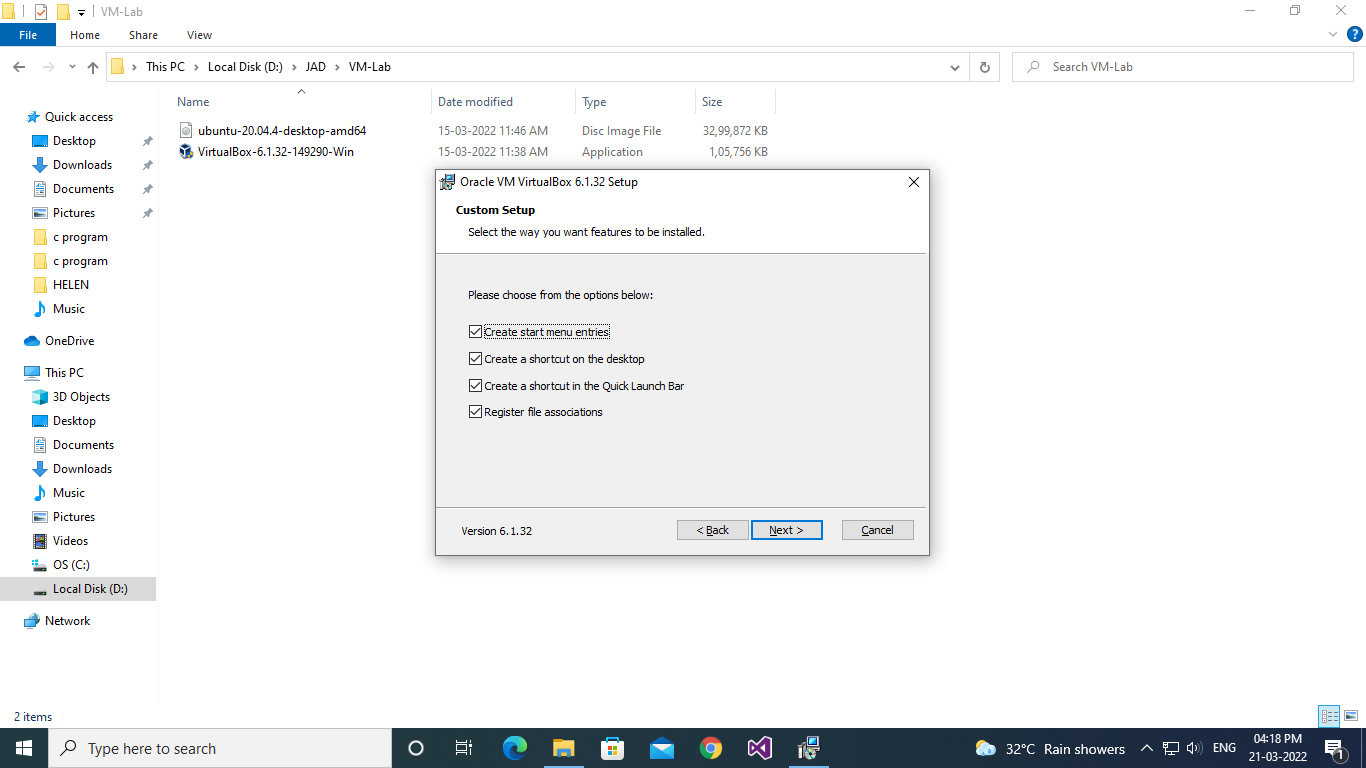 VM-Lab
File Home Share View
This PC Local Disk (D:) JAD VM-Lab
Search VM-Lab
Name Date modified Type Size
ubuntu-20.04.4-desktop-amd64 15-03-2022 11:46 AM Disc Image File 32,99,872 KB
VirtualBox-6.1.32-149290-Win 15-03-2022 11:38 AM Application 1,05,756 KB
Quick access
Desktop
Downloads
Documents
Pictures
c program
c program
HELEN
Music
OneDrive
This PC
3D Objects
Desktop
Documents
Downloads
Music
Pictures
Videos
OS (C:)
Local Disk (D:)
Network
Oracle VM VirtualBox 6.1.32 Setup
Custom Setup
Select the way you want features to be installed.
Please choose from the options below:
Create start menu entries
Create a shortcut on the desktop
Create a shortcut in the Quick Launch Bar
Register file associations
Version 6.1.32 < Back Next > Cancel
2 items
Type here to search
32°C Rain showers
ENG
04:18 PM
21-03-2022
1